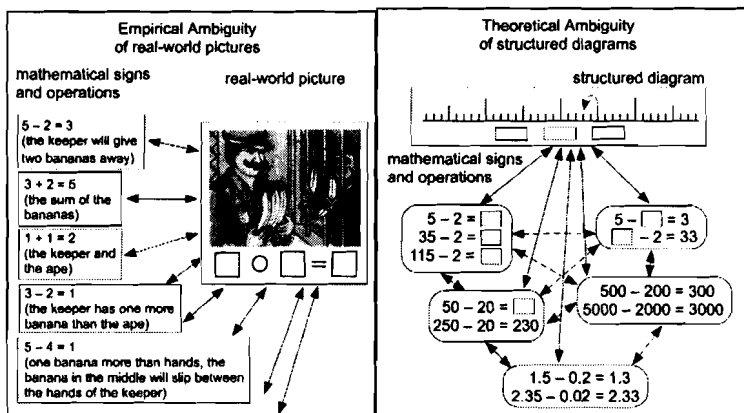 Empirical Ambiguity
of real-world pictures
mathematical signs
and operations
real-world picture
5 – 2 = 3
(the keeper will give
two bananas away)
3 + 2 = 5
(the sum of the
bananas)
1 + 1 = 2
(the keeper and
the ape)
3 – 2 = 1
(the keeper has one more
banana than the ape)
5 – 4 = 1
(one banana more than hands, the
banana in the middle will slip between
the hands of the keeper)
□ ○ □ = □
Theoretical Ambiguity
of structured diagrams
structured diagram
mathematical signs
and operations
5 – 2 = □
35 – 2 = □
115 – 2 = □
5 – □ = 3
□ – 2 = 33
50 – 20 = □
250 – 20 = 230
500 – 200 = 300
5000 – 2000 = 3000
1.5 – 0.2 = 1.3
2.35 – 0.02 = 2.33